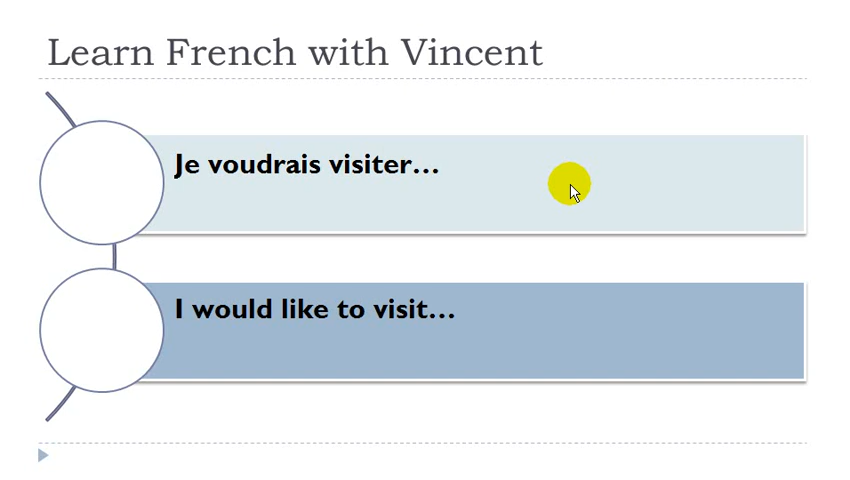 Learn French with Vincent
Je voudrais visiter…
I would like to visit…